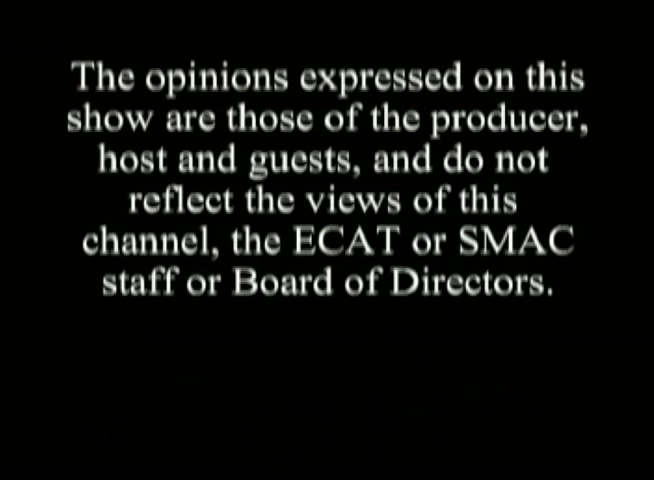 The opinions expressed on this
show are those of the producer,
host and guests, and do not
reflect the views of this
channel, the ECAT or SMAC
staff or Board of Directors.